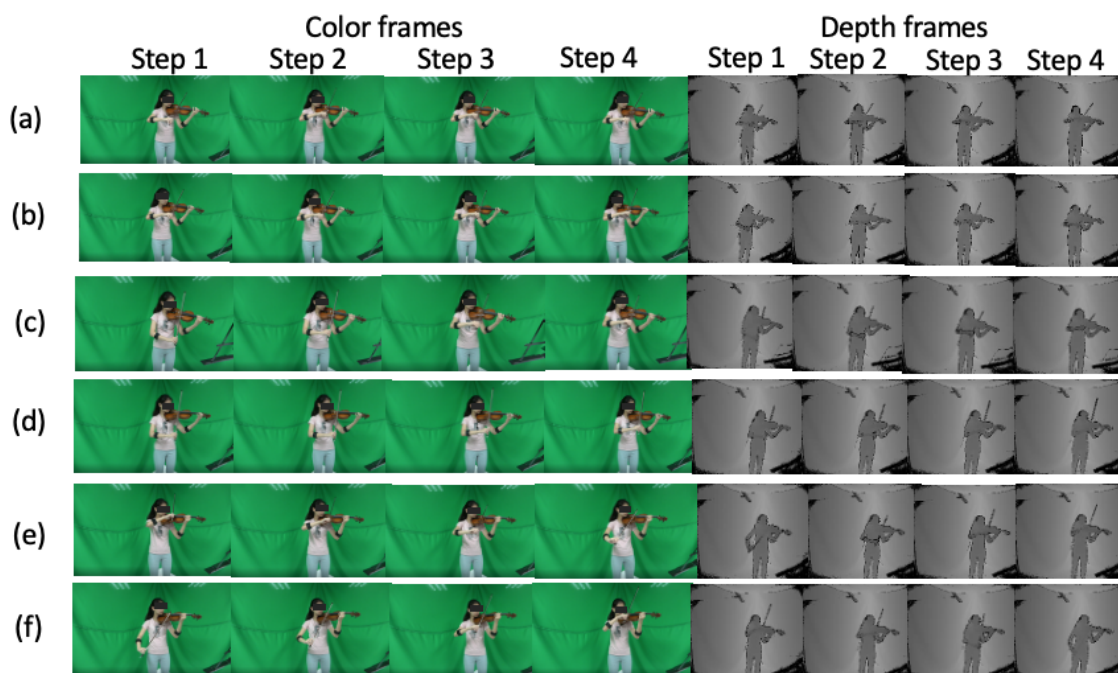 Color frames Depth frames
Step 1 Step 2 Step 3 Step 4 Step 1 Step 2 Step 3 Step 4
(a)
(b)
(c)
(d)
(e)
(f)